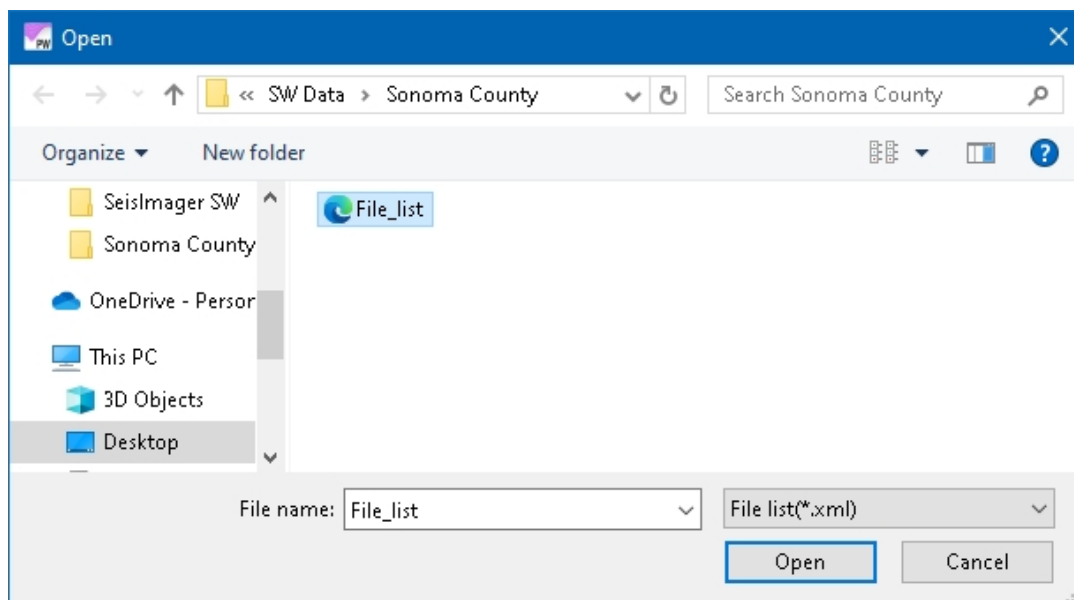 PW Open
« SW Data > Sonoma County
Search Sonoma County
Organize
New folder
SeisImager SW
Sonoma County
OneDrive - Person
This PC
3D Objects
Desktop
File_list
File name: File_list
File list(*.xml)
Open
Cancel